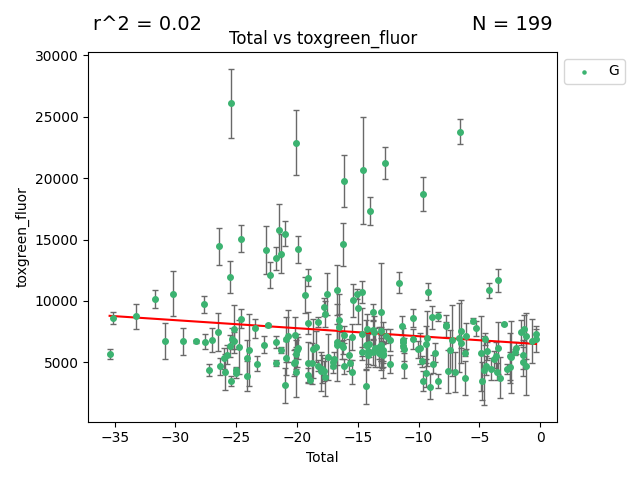 r^2 = 0.02
N = 199
Total vs toxgreen_fluor
G
toxgreen_fluor
30000
25000
20000
15000
10000
5000
−35
−30
−25
−20
−15
−10
−5
0
Total